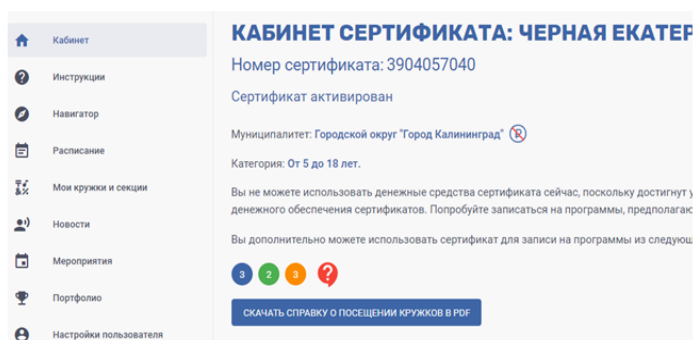 Кабинет
Инструкции
Навигатор
Расписание
Мои кружки и секции
Новости
Мероприятия
Портфолио
Настройки пользователя
КАБИНЕТ СЕРТИФИКАТА: ЧЕРНАЯ ЕКАТЕР
Номер сертификата: 3904057040
Сертификат активирован
Муниципалитет: Городской округ "Город Калининград"
Категория: От 5 до 18 лет.
Вы не можете использовать денежные средства сертификата сейчас, поскольку достигнут у
денежного обеспечения сертификатов. Попробуйте записаться на программы, предполагаю
Вы дополнительно можете использовать сертификат для записи на программы из следующ
3 2 3 ?
СКАЧАТЬ СПРАВКУ О ПОСЕЩЕНИИ КРУЖКОВ В PDF